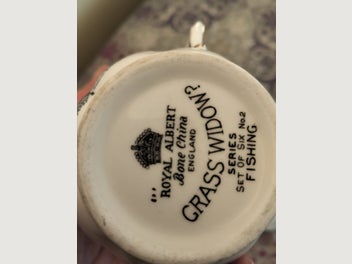 ROYAL ALBERT
Bone China
ENGLAND
GRASS WIDOW?
SERIES
SET OF SIX No.2
FISHING